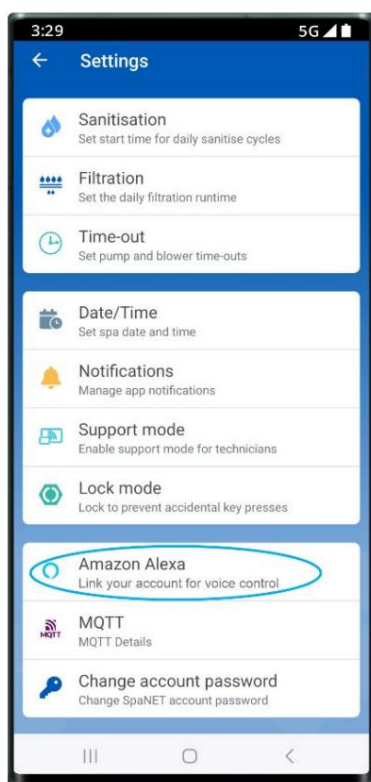 3:29 5G
Settings
Sanitisation
Set start time for daily sanitise cycles
Filtration
Set the daily filtration runtime
Time-out
Set pump and blower time-outs
Date/Time
Set spa date and time
Notifications
Manage app notifications
Support mode
Enable support mode for technicians
Lock mode
Lock to prevent accidental key presses
Amazon Alexa
Link your account for voice control
MQTT
MQTT
MQTT Details
Change account password
Change SpaNET account password